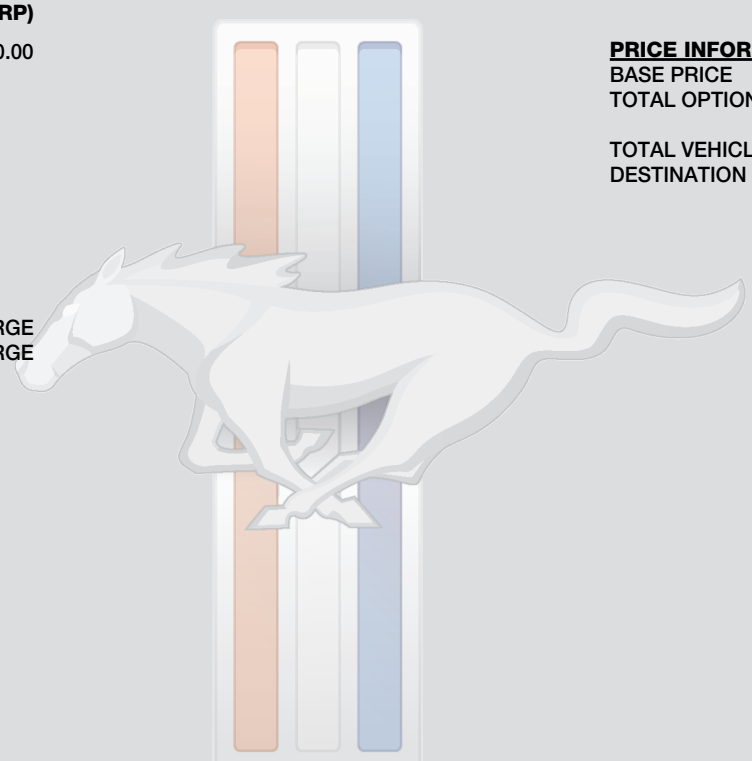 RP)
0.00
RGE
RGE
PRICE INFOR
BASE PRICE
TOTAL OPTION
TOTAL VEHICL
DESTINATION